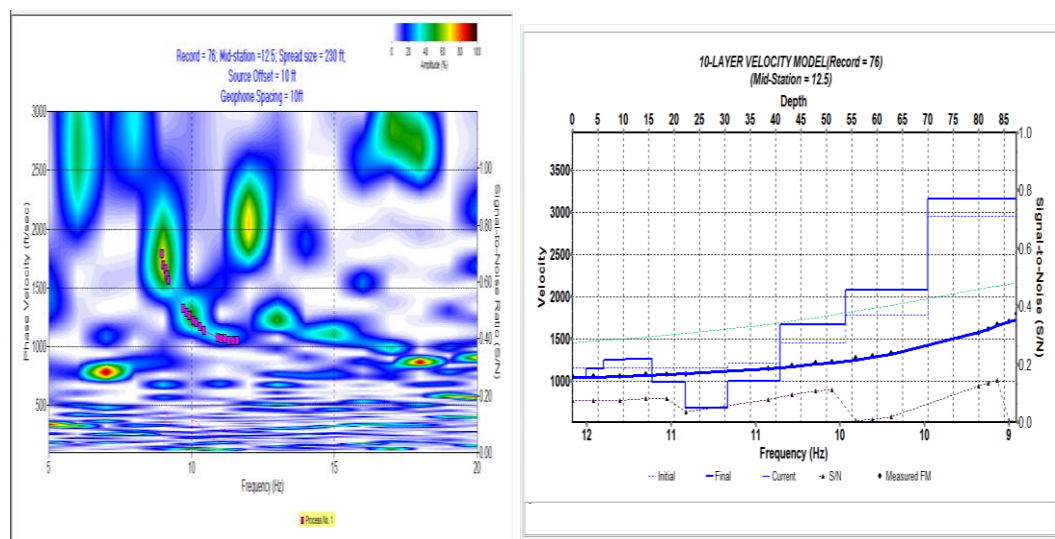 0 20 40 60 80 100
Amplitude (%)
Record = 76; Mid-station =12.5; Spread size = 230 ft;
Source Offset = 10 ft
Geophone Spacing = 10ft
Phase Velocity (ft/sec)
3000
2500
2000
1500
1000
500
5 10 15 20
Frequency (Hz)
1.00
0.80
0.60
0.40
0.20
0.00
Signal-to-Noise Ratio (S/N)
Process No. 1
10-LAYER VELOCITY MODEL(Record = 76)
(Mid-Station = 12.5)
Depth
0 5 10 15 20 25 30 35 40 45 50 55 60 65 70 75 80 85
Velocity
3500
3000
2500
2000
1500
1000
1.0
0.8
0.6
0.4
0.2
0.0
Signal-to-Noise (S/N)
12 11 11 10 10 9
Frequency (Hz)
Initial Final Current S/N Measured FM